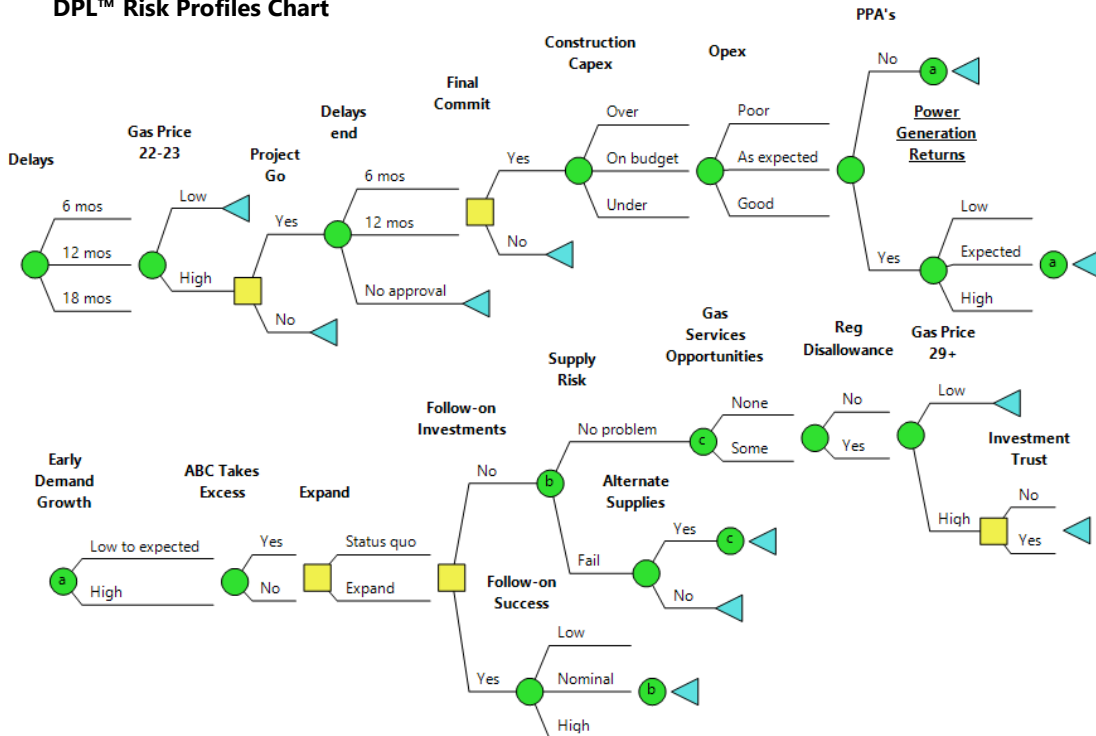 DPL™ Risk Profiles Chart
Delays
6 mos
12 mos
18 mos
Gas Price
22-23
Low
High
Project
Go
Yes
No
Delays
end
6 mos
12 mos
No approval
Final
Commit
Yes
No
Construction
Capex
Over
On budget
Under
Opex
Poor
As expected
Good
PPA's
No
a
Yes
Power
Generation
Returns
Low
Expected
a
High
Early
Demand
Growth
a
Low to expected
High
ABC Takes
Excess
Yes
No
Expand
Status quo
Expand
Follow-on
Investments
No
Yes
Supply
Risk
b
No problem
Fail
Alternate
Supplies
Yes
c
No
Follow-on
Success
Low
Nominal
b
High
Gas
Services
Opportunities
c
None
Some
Reg
Disallowance
No
Yes
Gas Price
29+
Low
High
Investment
Trust
No
Yes